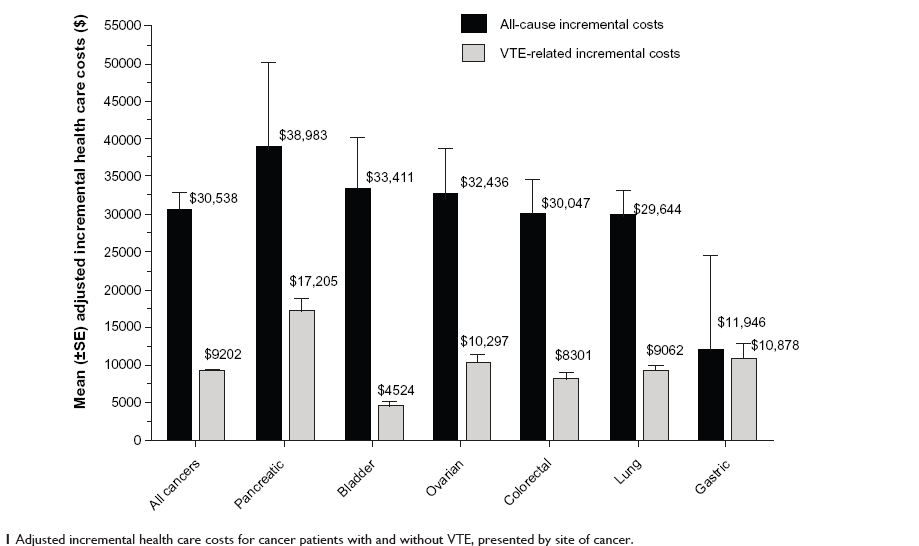 Mean (±SE) adjusted incremental health care costs ($)
55000
50000
45000
40000
35000
30000
25000
20000
15000
10000
5000
0
All-cause incremental costs
VTE-related incremental costs
$30,538
$9202
$38,983
$17,205
$33,411
$4524
$32,436
$10,297
$30,047
$8301
$29,644
$9062
$11,946
$10,878
All cancers
Pancreatic
Bladder
Ovarian
Colorectal
Lung
Gastric
I Adjusted incremental health care costs for cancer patients with and without VTE, presented by site of cancer.